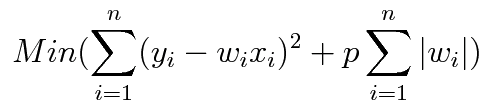 Min(∑_{i=1}^{n}(y_i − w_i x_i)^2 + p∑_{i=1}^{n}|w_i|)